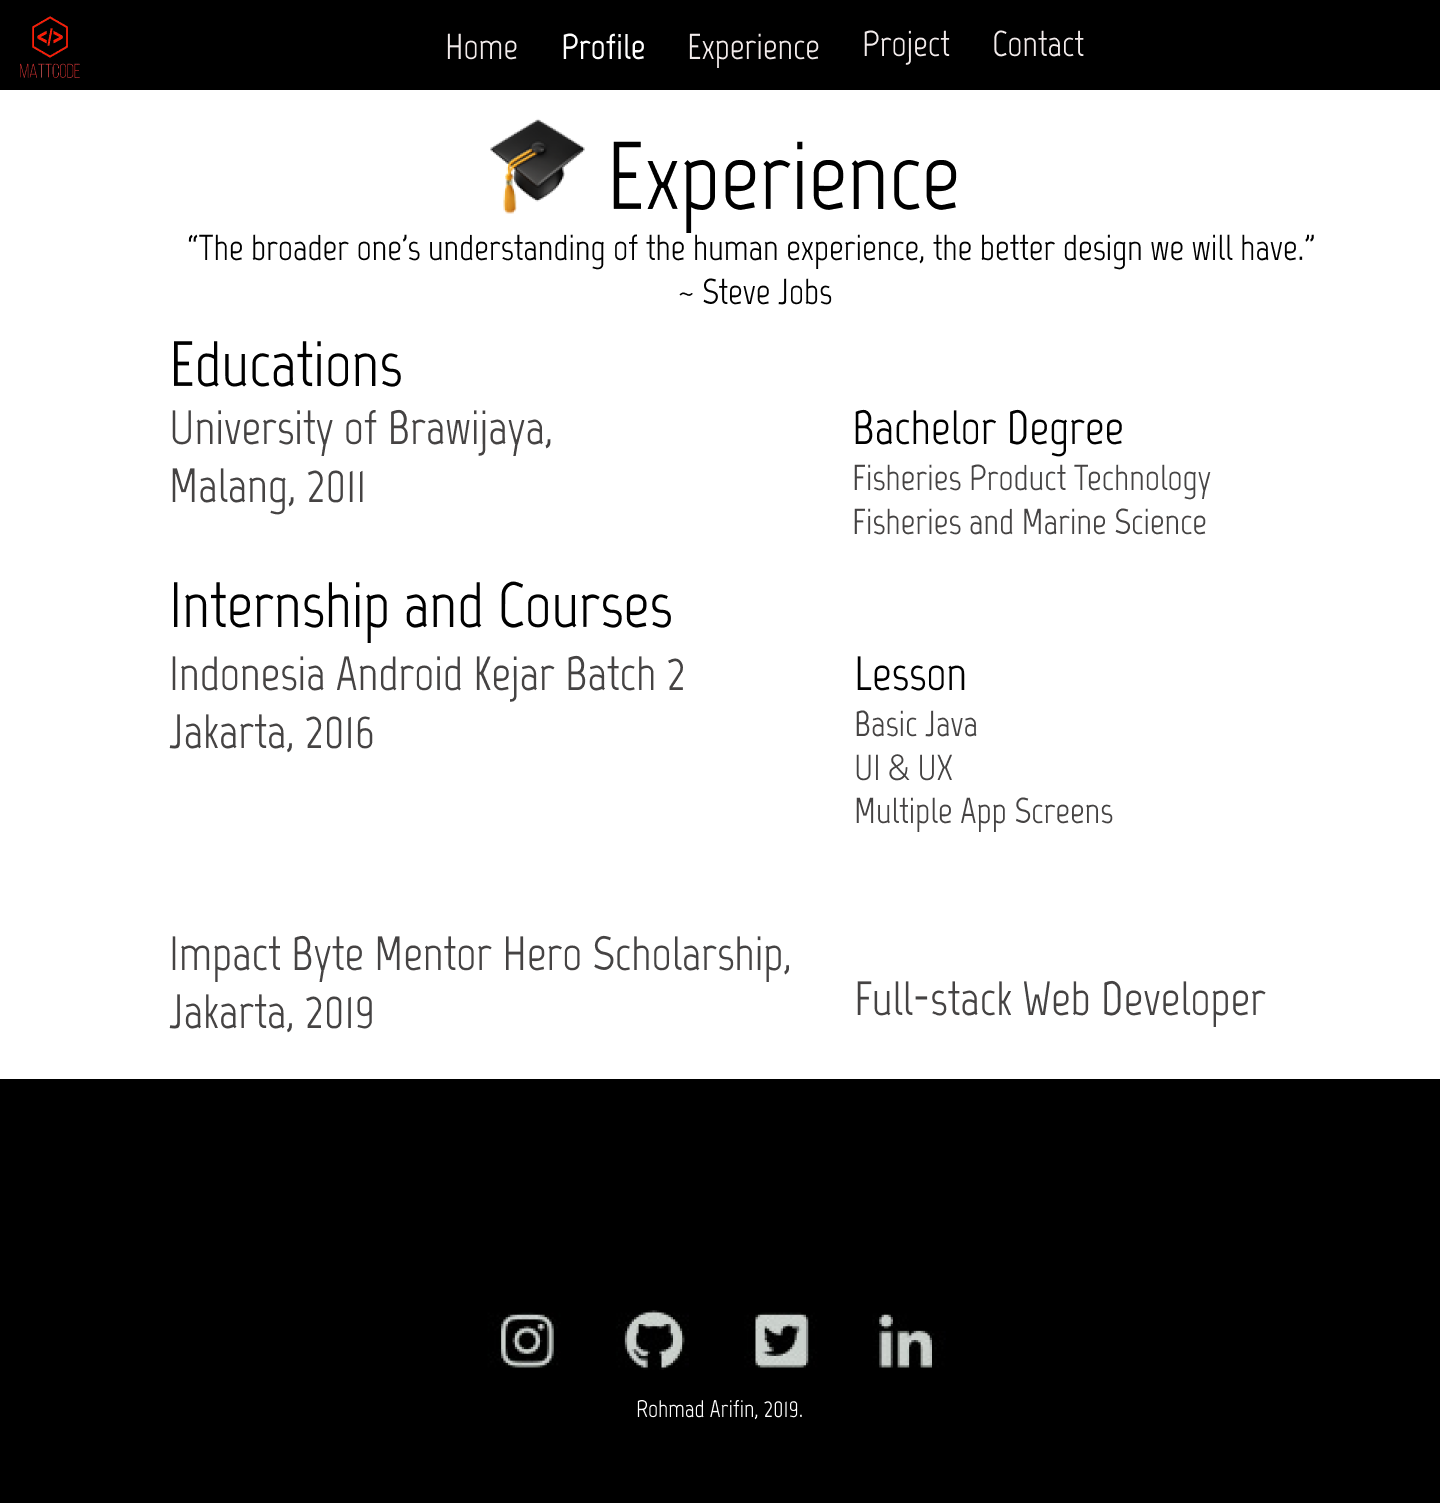 MATTCODE
Home Profile Experience Project Contact
Experience
“The broader one’s understanding of the human experience, the better design we will have.”
~ Steve Jobs
Educations
University of Brawijaya,
Malang, 2011
Bachelor Degree
Fisheries Product Technology
Fisheries and Marine Science
Internship and Courses
Indonesia Android Kejar Batch 2
Jakarta, 2016
Lesson
Basic Java
UI & UX
Multiple App Screens
Impact Byte Mentor Hero Scholarship,
Jakarta, 2019
Full-stack Web Developer
Rohmad Arifin, 2019.